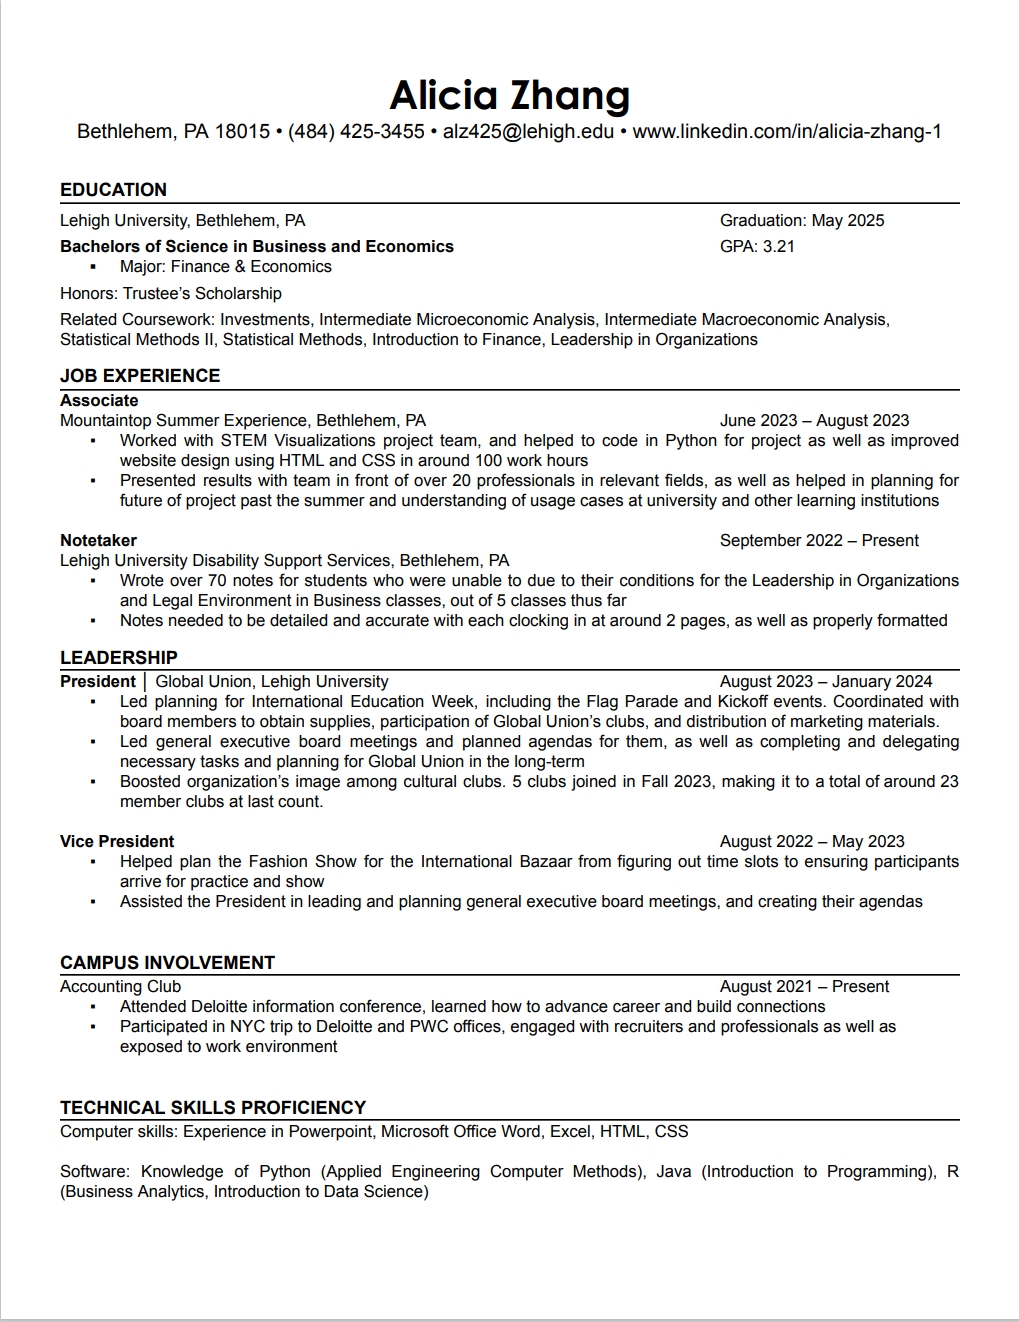 Alicia Zhang
Bethlehem, PA 18015 • (484) 425-3455 • alz425@lehigh.edu • www.linkedin.com/in/alicia-zhang-1
EDUCATION
Lehigh University, Bethlehem, PA Graduation: May 2025
Bachelors of Science in Business and Economics GPA: 3.21
▪ Major: Finance & Economics
Honors: Trustee’s Scholarship
Related Coursework: Investments, Intermediate Microeconomic Analysis, Intermediate Macroeconomic Analysis,
Statistical Methods II, Statistical Methods, Introduction to Finance, Leadership in Organizations
JOB EXPERIENCE
Associate
Mountaintop Summer Experience, Bethlehem, PA June 2023 – August 2023
▪ Worked with STEM Visualizations project team, and helped to code in Python for project as well as improved
website design using HTML and CSS in around 100 work hours
▪ Presented results with team in front of over 20 professionals in relevant fields, as well as helped in planning for
future of project past the summer and understanding of usage cases at university and other learning institutions
Notetaker September 2022 – Present
Lehigh University Disability Support Services, Bethlehem, PA
▪ Wrote over 70 notes for students who were unable to due to their conditions for the Leadership in Organizations
and Legal Environment in Business classes, out of 5 classes thus far
▪ Notes needed to be detailed and accurate with each clocking in at around 2 pages, as well as properly formatted
LEADERSHIP
President │ Global Union, Lehigh University August 2023 – January 2024
▪ Led planning for International Education Week, including the Flag Parade and Kickoff events. Coordinated with
board members to obtain supplies, participation of Global Union’s clubs, and distribution of marketing materials.
▪ Led general executive board meetings and planned agendas for them, as well as completing and delegating
necessary tasks and planning for Global Union in the long-term
▪ Boosted organization’s image among cultural clubs. 5 clubs joined in Fall 2023, making it to a total of around 23
member clubs at last count.
Vice President August 2022 – May 2023
▪ Helped plan the Fashion Show for the International Bazaar from figuring out time slots to ensuring participants
arrive for practice and show
▪ Assisted the President in leading and planning general executive board meetings, and creating their agendas
CAMPUS INVOLVEMENT
Accounting Club August 2021 – Present
▪ Attended Deloitte information conference, learned how to advance career and build connections
▪ Participated in NYC trip to Deloitte and PWC offices, engaged with recruiters and professionals as well as
exposed to work environment
TECHNICAL SKILLS PROFICIENCY
Computer skills: Experience in Powerpoint, Microsoft Office Word, Excel, HTML, CSS
Software: Knowledge of Python (Applied Engineering Computer Methods), Java (Introduction to Programming), R
(Business Analytics, Introduction to Data Science)